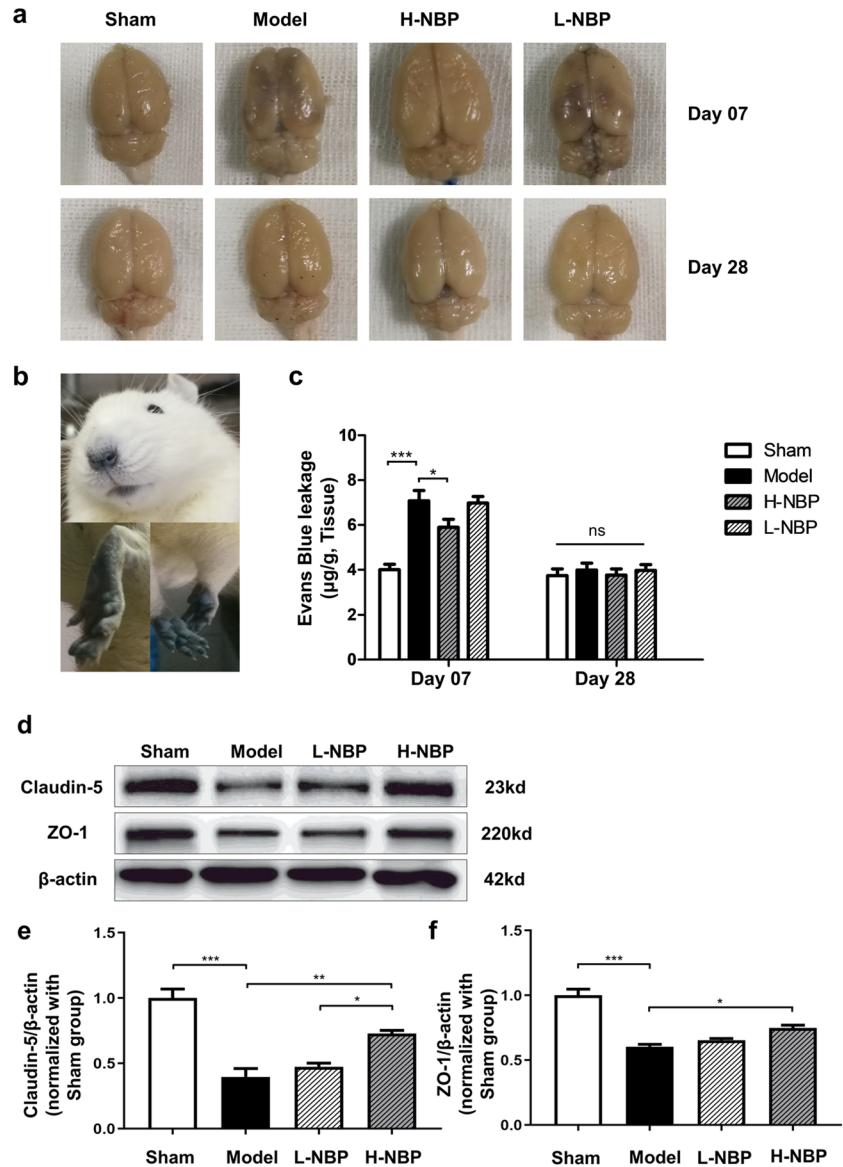 a
Sham Model H-NBP L-NBP
Day 07
Day 28
b
c
Evans Blue leakage
(µg/g, Tissue)
10
8
6
4
2
0
***
*
ns
Day 07 Day 28
Sham
Model
H-NBP
L-NBP
d
Sham Model L-NBP H-NBP
Claudin-5 23kd
ZO-1 220kd
β-actin 42kd
e
Claudin-5/β-actin
(normalized with
Sham group)
1.5
1.0
0.5
0.0
***
**
*
Sham Model L-NBP H-NBP
f
ZO-1/β-actin
(normalized with
Sham group)
1.5
1.0
0.5
0.0
***
*
Sham Model L-NBP H-NBP